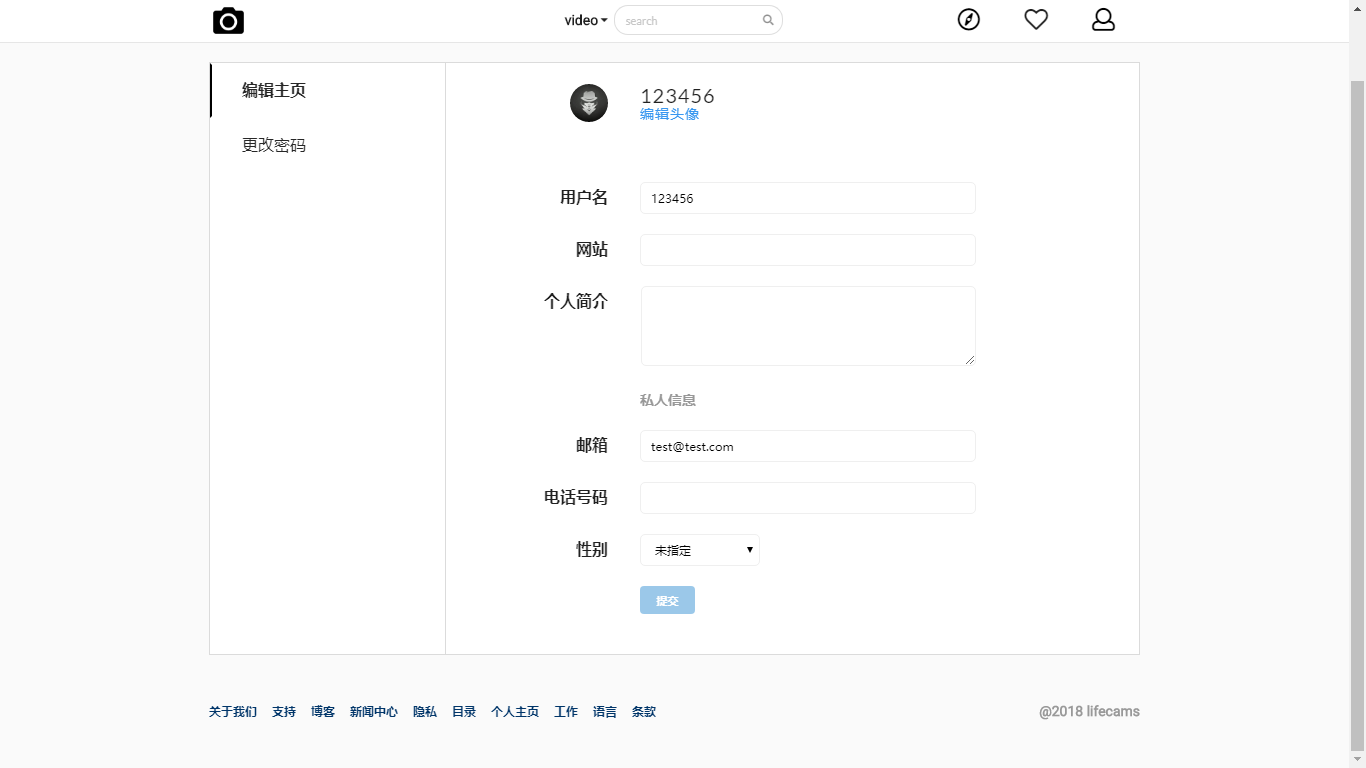 video search
编辑主页
更改密码
123456
编辑头像
用户名 123456
网站
个人简介
私人信息
邮箱 test@test.com
电话号码
性别 未指定
提交
关于我们 支持 博客 新闻中心 隐私 目录 个人主页 工作 语言 条款 @2018 lifecams